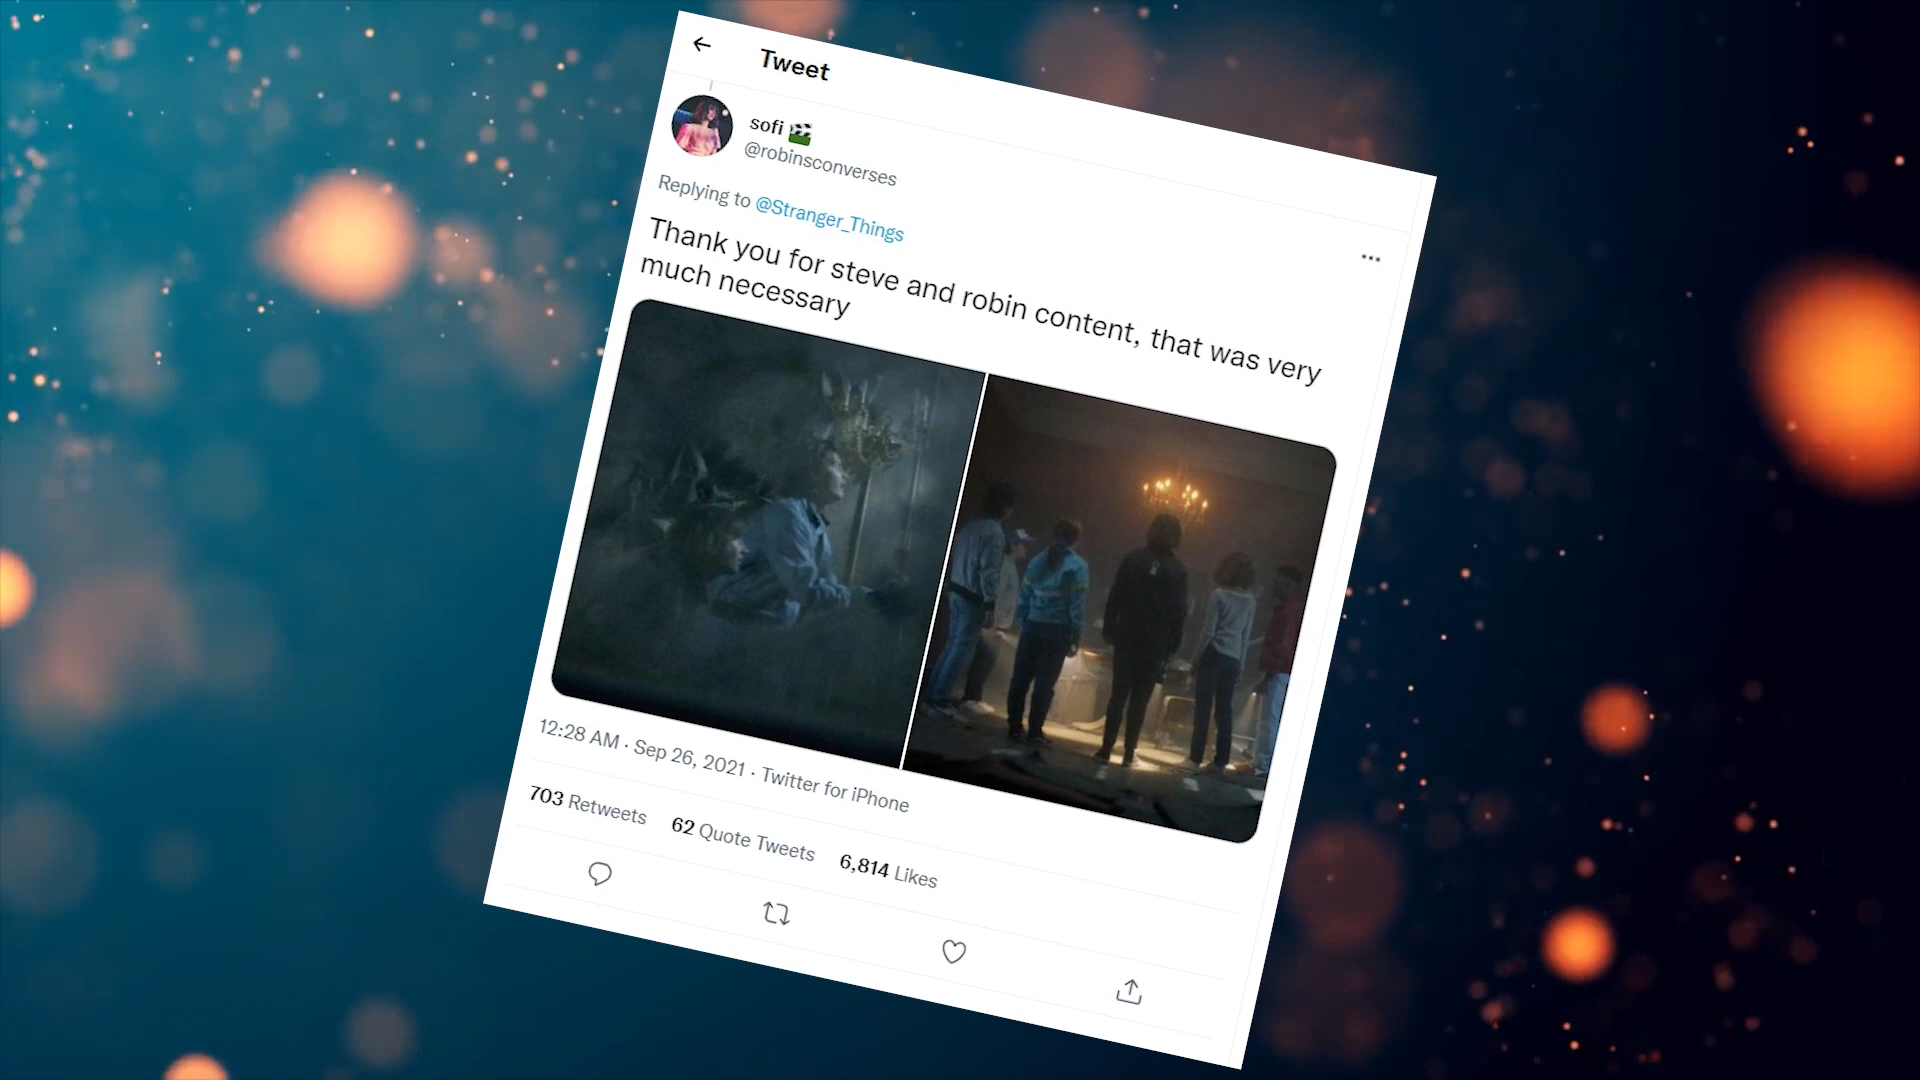 Tweet
sofi 🎬
@robinsconverses
Replying to @Stranger_Things
Thank you for steve and robin content, that was very
much necessary
12:28 AM · Sep 26, 2021 · Twitter for iPhone
703 Retweets 62 Quote Tweets 6,814 Likes